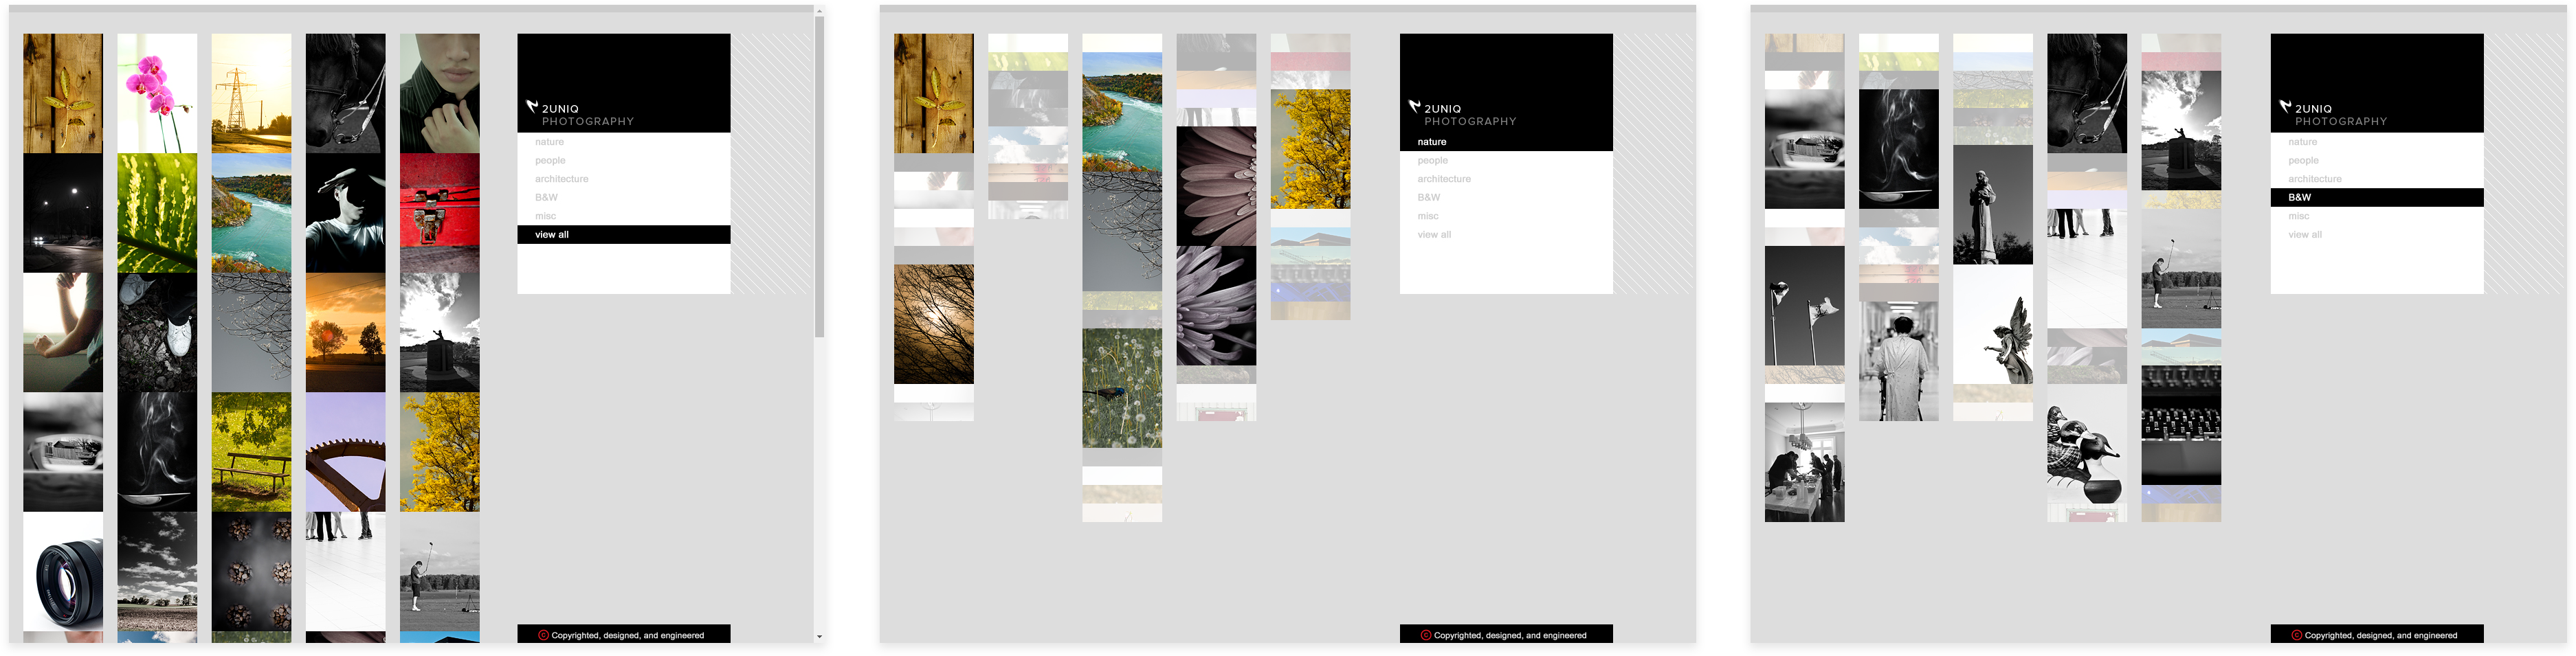 2UNIQ
PHOTOGRAPHY
nature
people
architecture
B&W
misc
view all
© Copyrighted, designed, and engineered
2UNIQ
PHOTOGRAPHY
nature
people
architecture
B&W
misc
view all
© Copyrighted, designed, and engineered
2UNIQ
PHOTOGRAPHY
nature
people
architecture
B&W
misc
view all
© Copyrighted, designed, and engineered